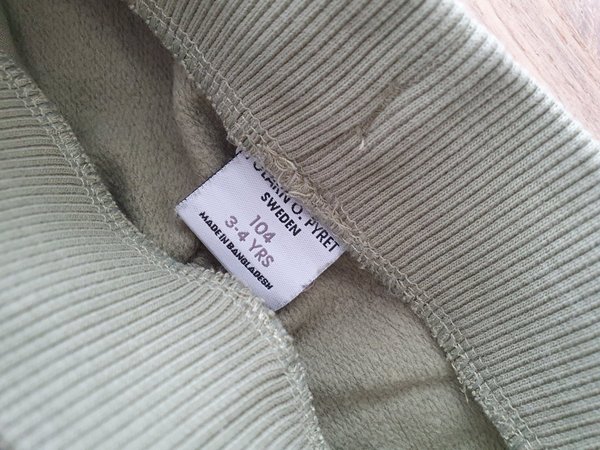 POLARN O. PYRET
SWEDEN
104
3-4 YRS
MADE IN BANGLADESH